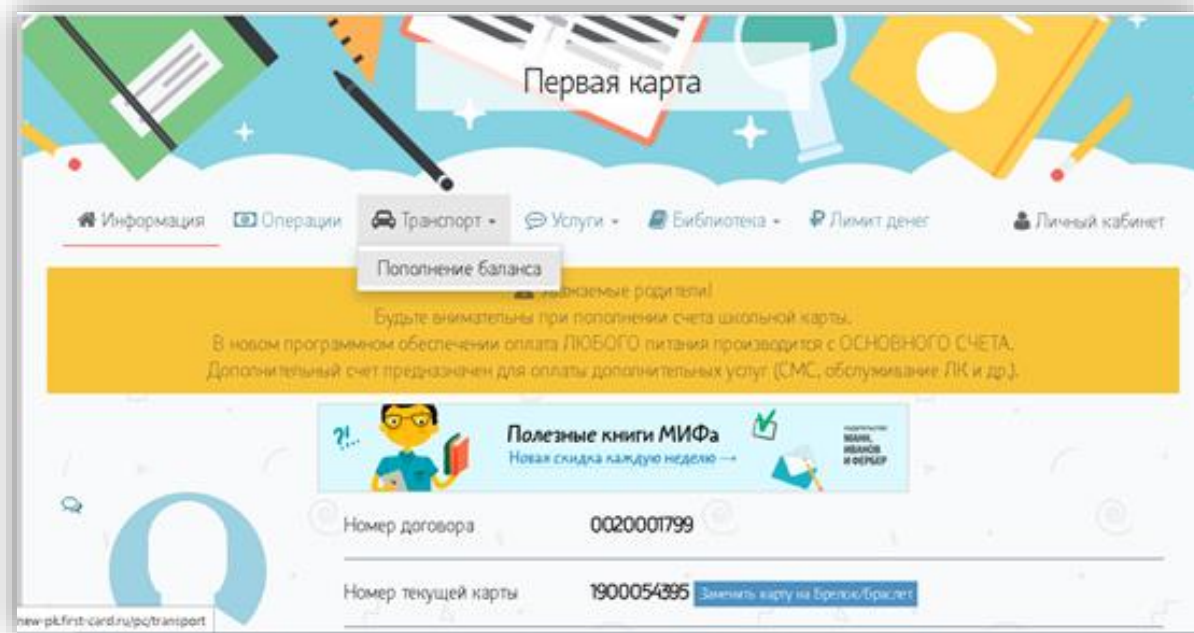 Первая карта
Информация Операции Транспорт Услуги Библиотека Лимит денег Личный кабинет
Пополнение баланса
Уважаемые родители!
Будьте внимательны при пополнении счета школьной карты.
В новом программном обеспечении оплата ЛЮБОГО питания производится с ОСНОВНОГО СЧЕТА.
Дополнительный счет предназначен для оплаты дополнительных услуг (СМС, обслуживание ЛК и др.).
?!..
Полезные книги МИФа
Новая скидка каждую неделю →
МАНН,
ИВАНОВ
И ФЕРБЕР
Номер договора 0020001799
Номер текущей карты 1900054395 Заменить карту на Брелок/Браслет
new-pk.first-card.ru/pc/transport